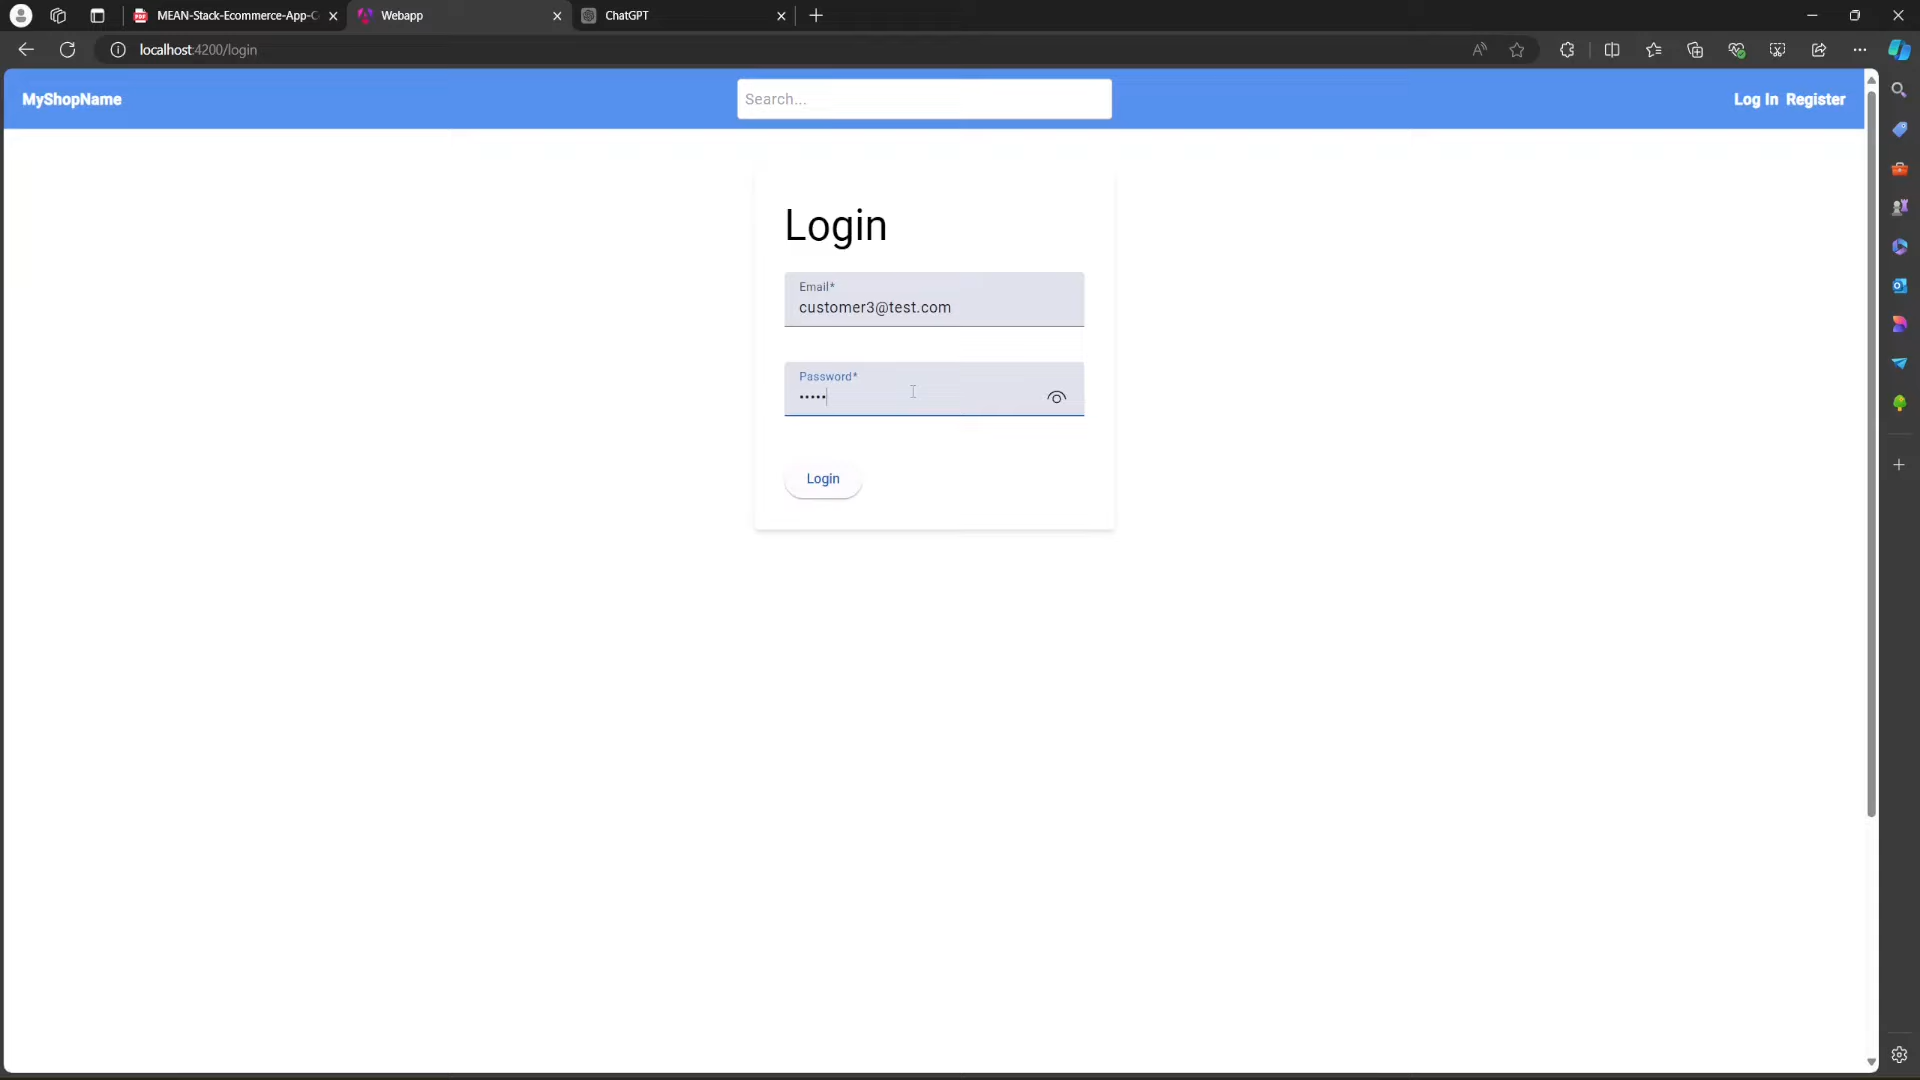 MEAN-Stack-Ecommerce-App-C
Webapp
ChatGPT
localhost:4200/login
MyShopName
Search...
Log In Register
Login
Email*
customer3@test.com
Password*
•••••
Login